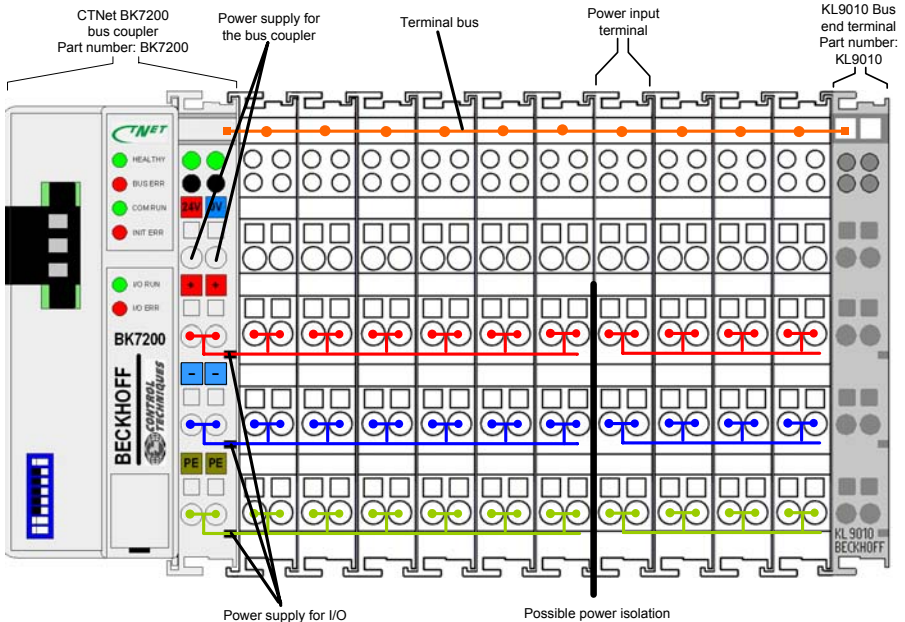 CTNet BK7200
bus coupler
Part number: BK7200
Power supply for
the bus coupler
Terminal bus
Power input
terminal
KL9010 Bus
end terminal
Part number:
KL9010
CTNET
HEALTHY
BUS ERR
COM RUN
INIT ERR
24V 0V
I/O RUN
I/O ERR
+ +
BK7200
- -
BECKHOFF
CONTROL
TECHNIQUES
PE PE
KL9010
BECKHOFF
Power supply for I/O
Possible power isolation